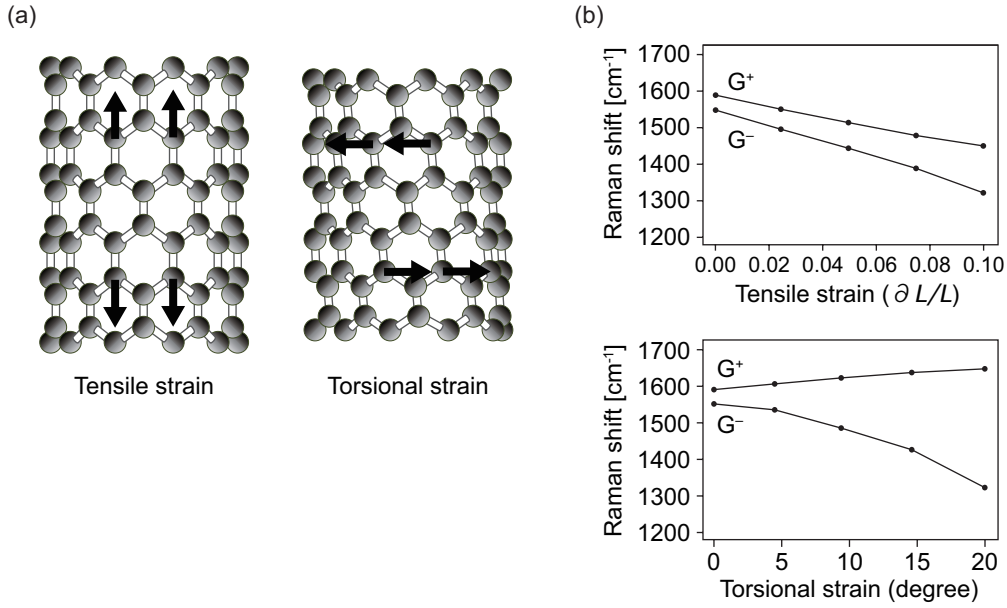 (a)
Tensile strain
Torsional strain
(b)
Raman shift [cm⁻¹]
1700
1600
1500
1400
1300
1200
G⁺
G⁻
0.00 0.02 0.04 0.06 0.08 0.10
Tensile strain ( ∂ L/L)
Raman shift [cm⁻¹]
1700
1600
1500
1400
1300
1200
G⁺
G⁻
0 5 10 15 20
Torsional strain (degree)